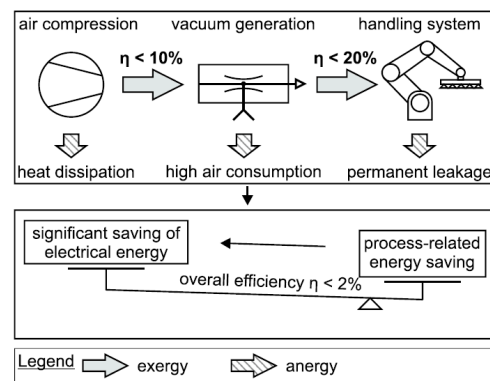 air compression vacuum generation handling system
η < 10% η < 20%
heat dissipation high air consumption permanent leakage
significant saving of
electrical energy
process-related
energy saving
overall efficiency η < 2%
Legend exergy anergy